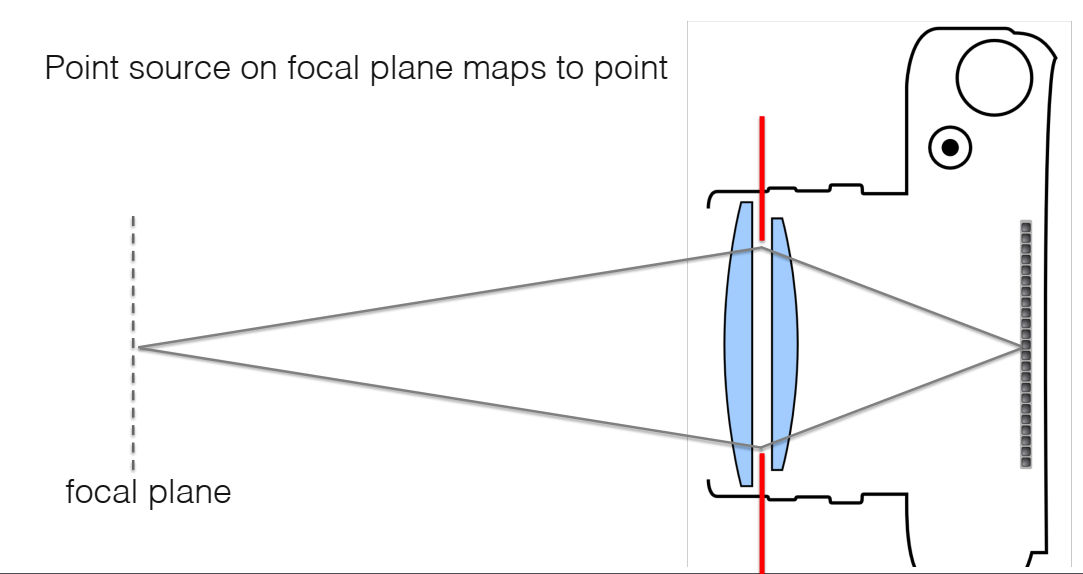 Point source on focal plane maps to point
focal plane